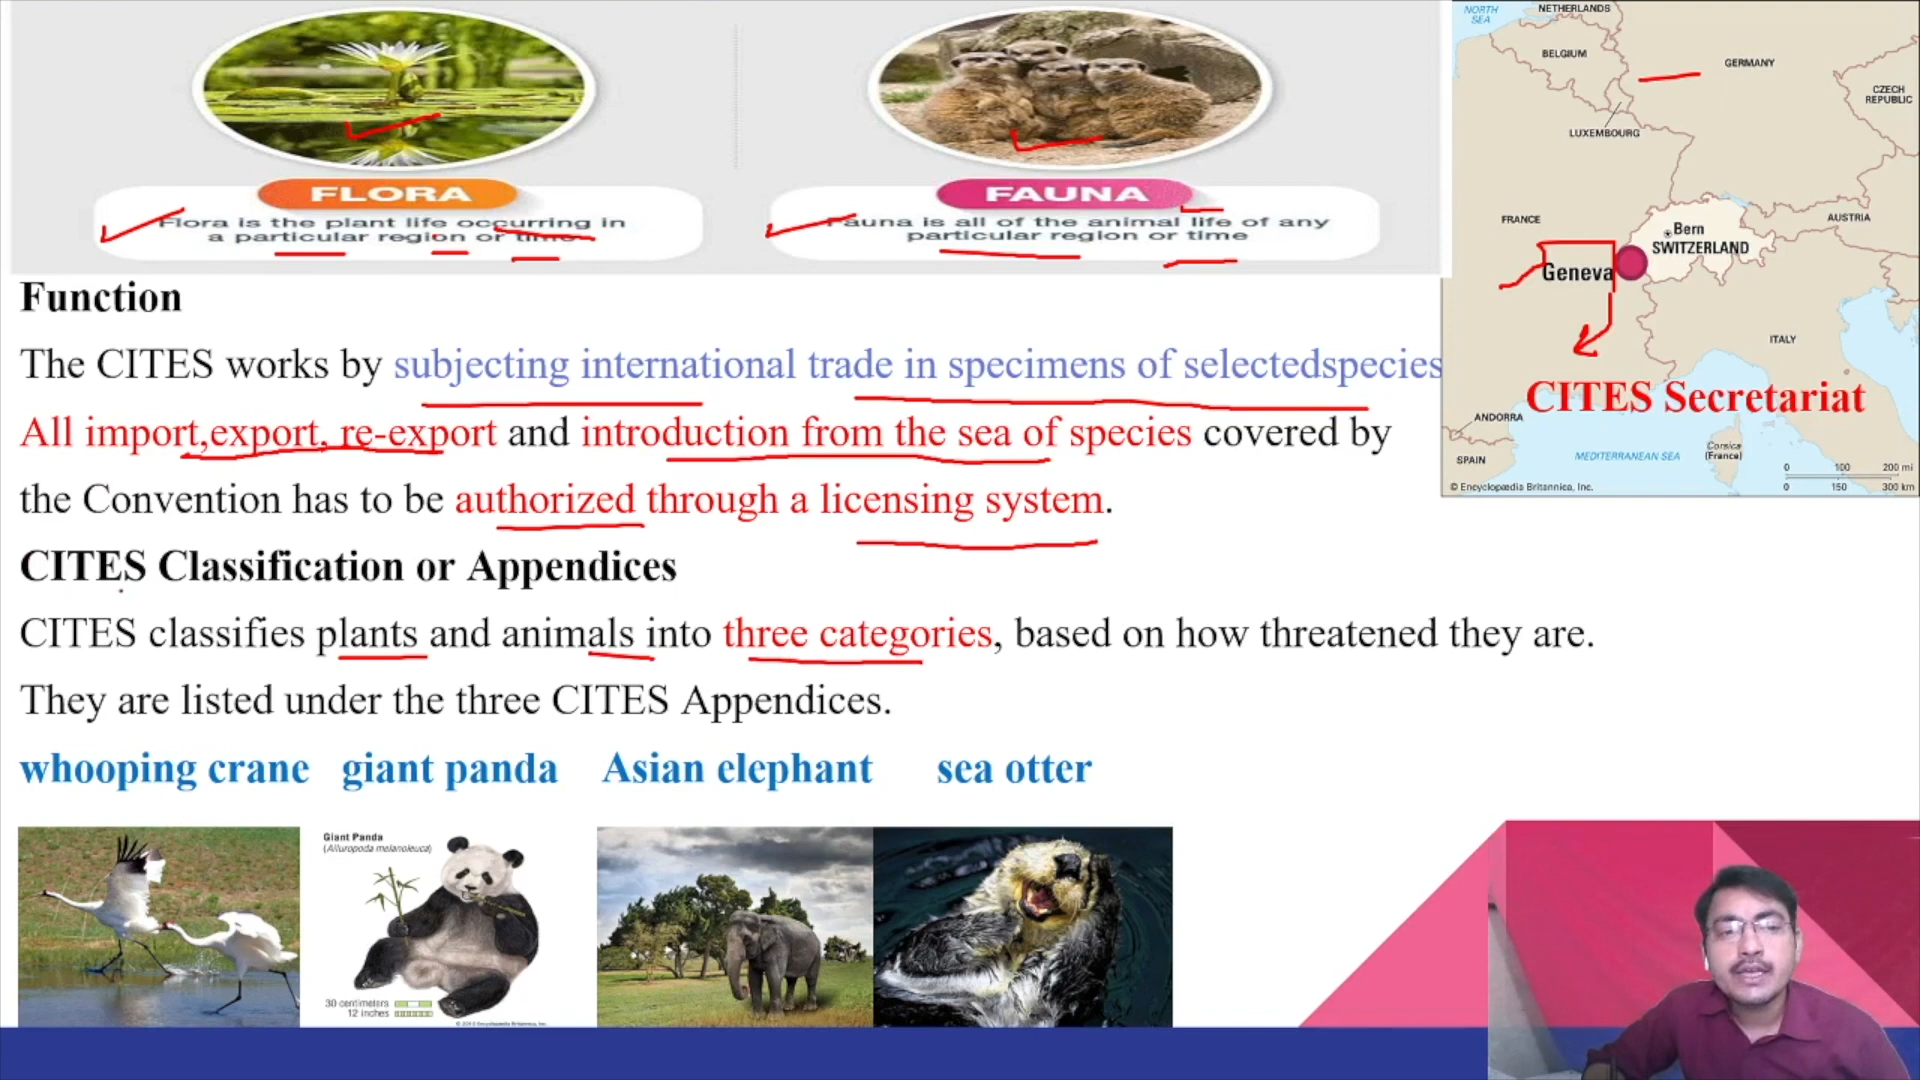 FLORA
Flora is the plant life occurring in
a particular region or time
FAUNA
Fauna is all of the animal life of any
particular region or time
NORTH
SEA
NETHERLANDS
BELGIUM
GERMANY
CZECH
REPUBLIC
LUXEMBOURG
FRANCE
Bern
SWITZERLAND
AUSTRIA
Geneva
ITALY
CITES Secretariat
ANDORRA
SPAIN
MEDITERRANEAN SEA
Corsica
(France)
0 100 200 mi
0 150 300 km
© Encyclopædia Britannica, Inc.
Function
The CITES works by subjecting international trade in specimens of selectedspecies
All import,export, re-export and introduction from the sea of species covered by
the Convention has to be authorized through a licensing system.
CITES Classification or Appendices
CITES classifies plants and animals into three categories, based on how threatened they are.
They are listed under the three CITES Appendices.
whooping crane giant panda Asian elephant sea otter
Giant Panda
(Ailuropoda melanoleuca)
30 centimeters
12 inches
© 2013 Encyclopædia Britannica, Inc.